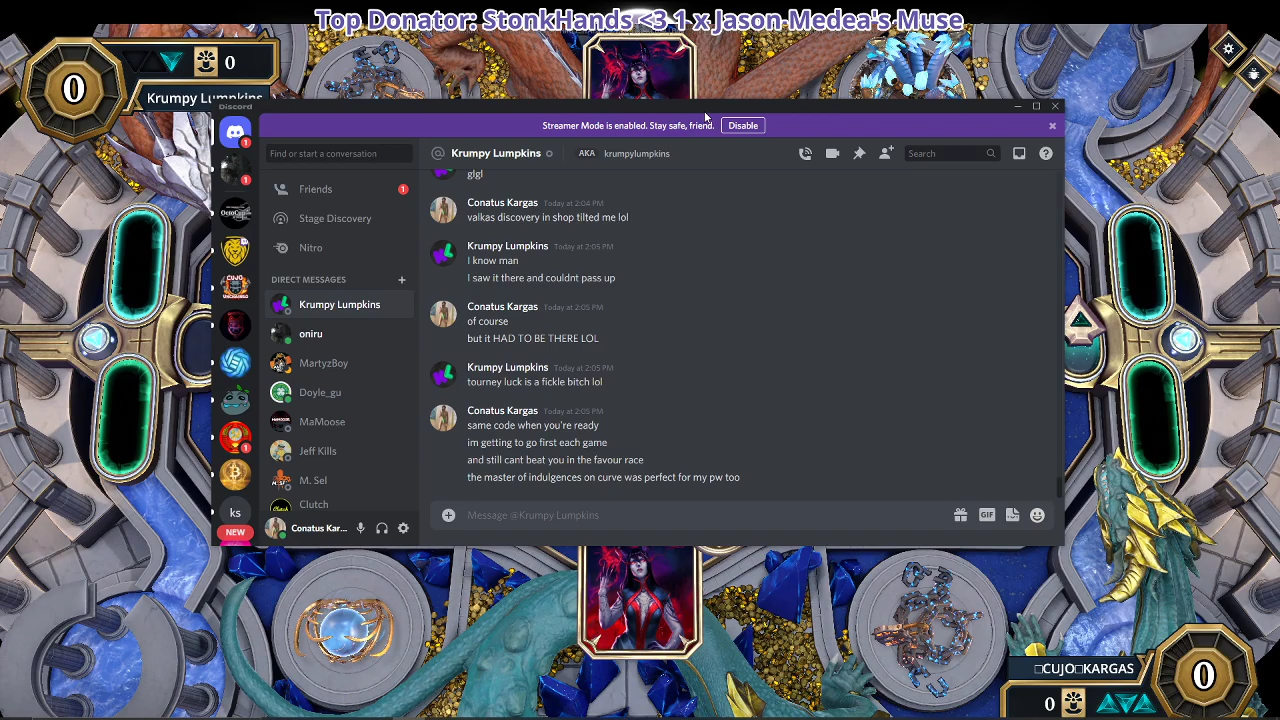 Top Donator: StonkHands <3 1 x Jason Medea's Muse
0
0
Krumpy Lumpkins
Discord
Streamer Mode is enabled. Stay safe, friend.
Disable
Find or start a conversation
Krumpy Lumpkins
AKA krumpylumpkins
Search
Friends
1
Stage Discovery
Nitro
DIRECT MESSAGES
Krumpy Lumpkins
oniru
MartyzBoy
Doyle_gu
MaMoose
Jeff Kills
M. Sel
Clutch
ks
NEW
Conatus Kar...
glgl
Conatus Kargas Today at 2:04 PM
valkas discovery in shop tilted me lol
Krumpy Lumpkins Today at 2:05 PM
I know man
I saw it there and couldnt pass up
Conatus Kargas Today at 2:05 PM
of course
but it HAD TO BE THERE LOL
Krumpy Lumpkins Today at 2:05 PM
tourney luck is a fickle bitch lol
Conatus Kargas Today at 2:05 PM
same code when you're ready
im getting to go first each game
and still cant beat you in the favour race
the master of indulgences on curve was perfect for my pw too
Message @Krumpy Lumpkins
GIF
□CUJO□KARGAS
0
0